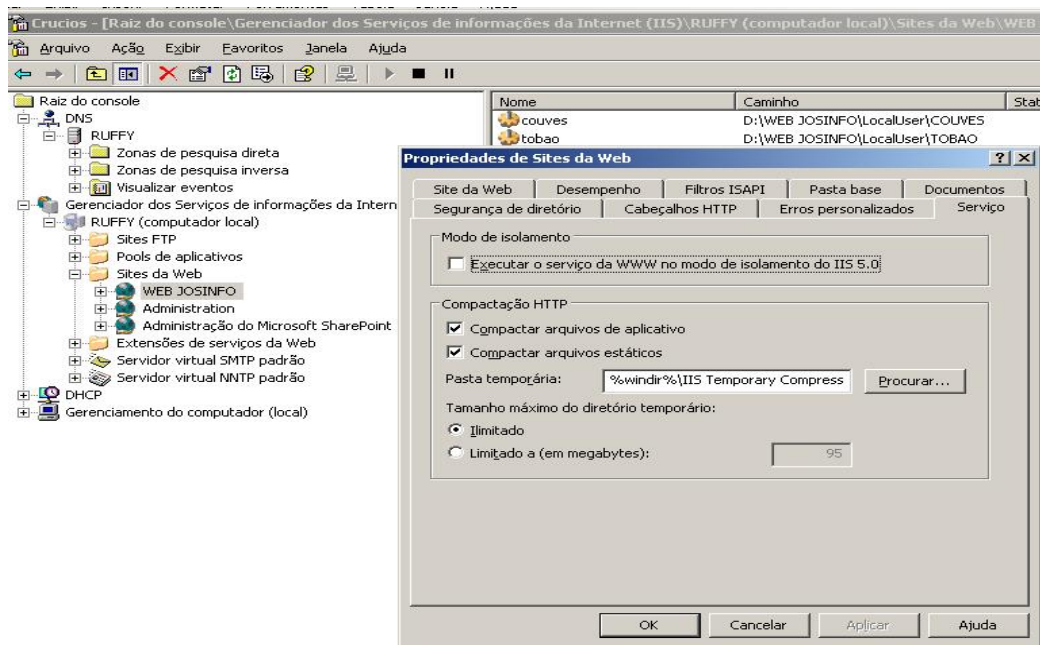 Crucios - [Raiz do console\Gerenciador dos Serviços de informações da Internet (IIS)\RUFFY (computador local)\Sites da Web\WEB
Arquivo Ação Exibir Favoritos Janela Ajuda
Raiz do console
DNS
RUFFY
Zonas de pesquisa direta
Zonas de pesquisa inversa
Visualizar eventos
Gerenciador dos Serviços de informações da Intern
RUFFY (computador local)
Sites FTP
Pools de aplicativos
Sites da Web
WEB JOSINFO
Administration
Administração do Microsoft SharePoint
Extensões de serviços da Web
Servidor virtual SMTP padrão
Servidor virtual NNTP padrão
DHCP
Gerenciamento do computador (local)
Nome Caminho Stat
couves D:\WEB JOSINFO\LocalUser\COUVES
tobao D:\WEB JOSINFO\LocalUser\TOBAO
Propriedades de Sites da Web
Site da Web Desempenho Filtros ISAPI Pasta base Documentos
Segurança de diretório Cabeçalhos HTTP Erros personalizados Serviço
Modo de isolamento
Executar o serviço da WWW no modo de isolamento do IIS 5.0
Compactação HTTP
Compactar arquivos de aplicativo
Compactar arquivos estáticos
Pasta temporária: %windir%\IIS Temporary Compress Procurar...
Tamanho máximo do diretório temporário:
Ilimitado
Limitado a (em megabytes): 95
OK Cancelar Aplicar Ajuda